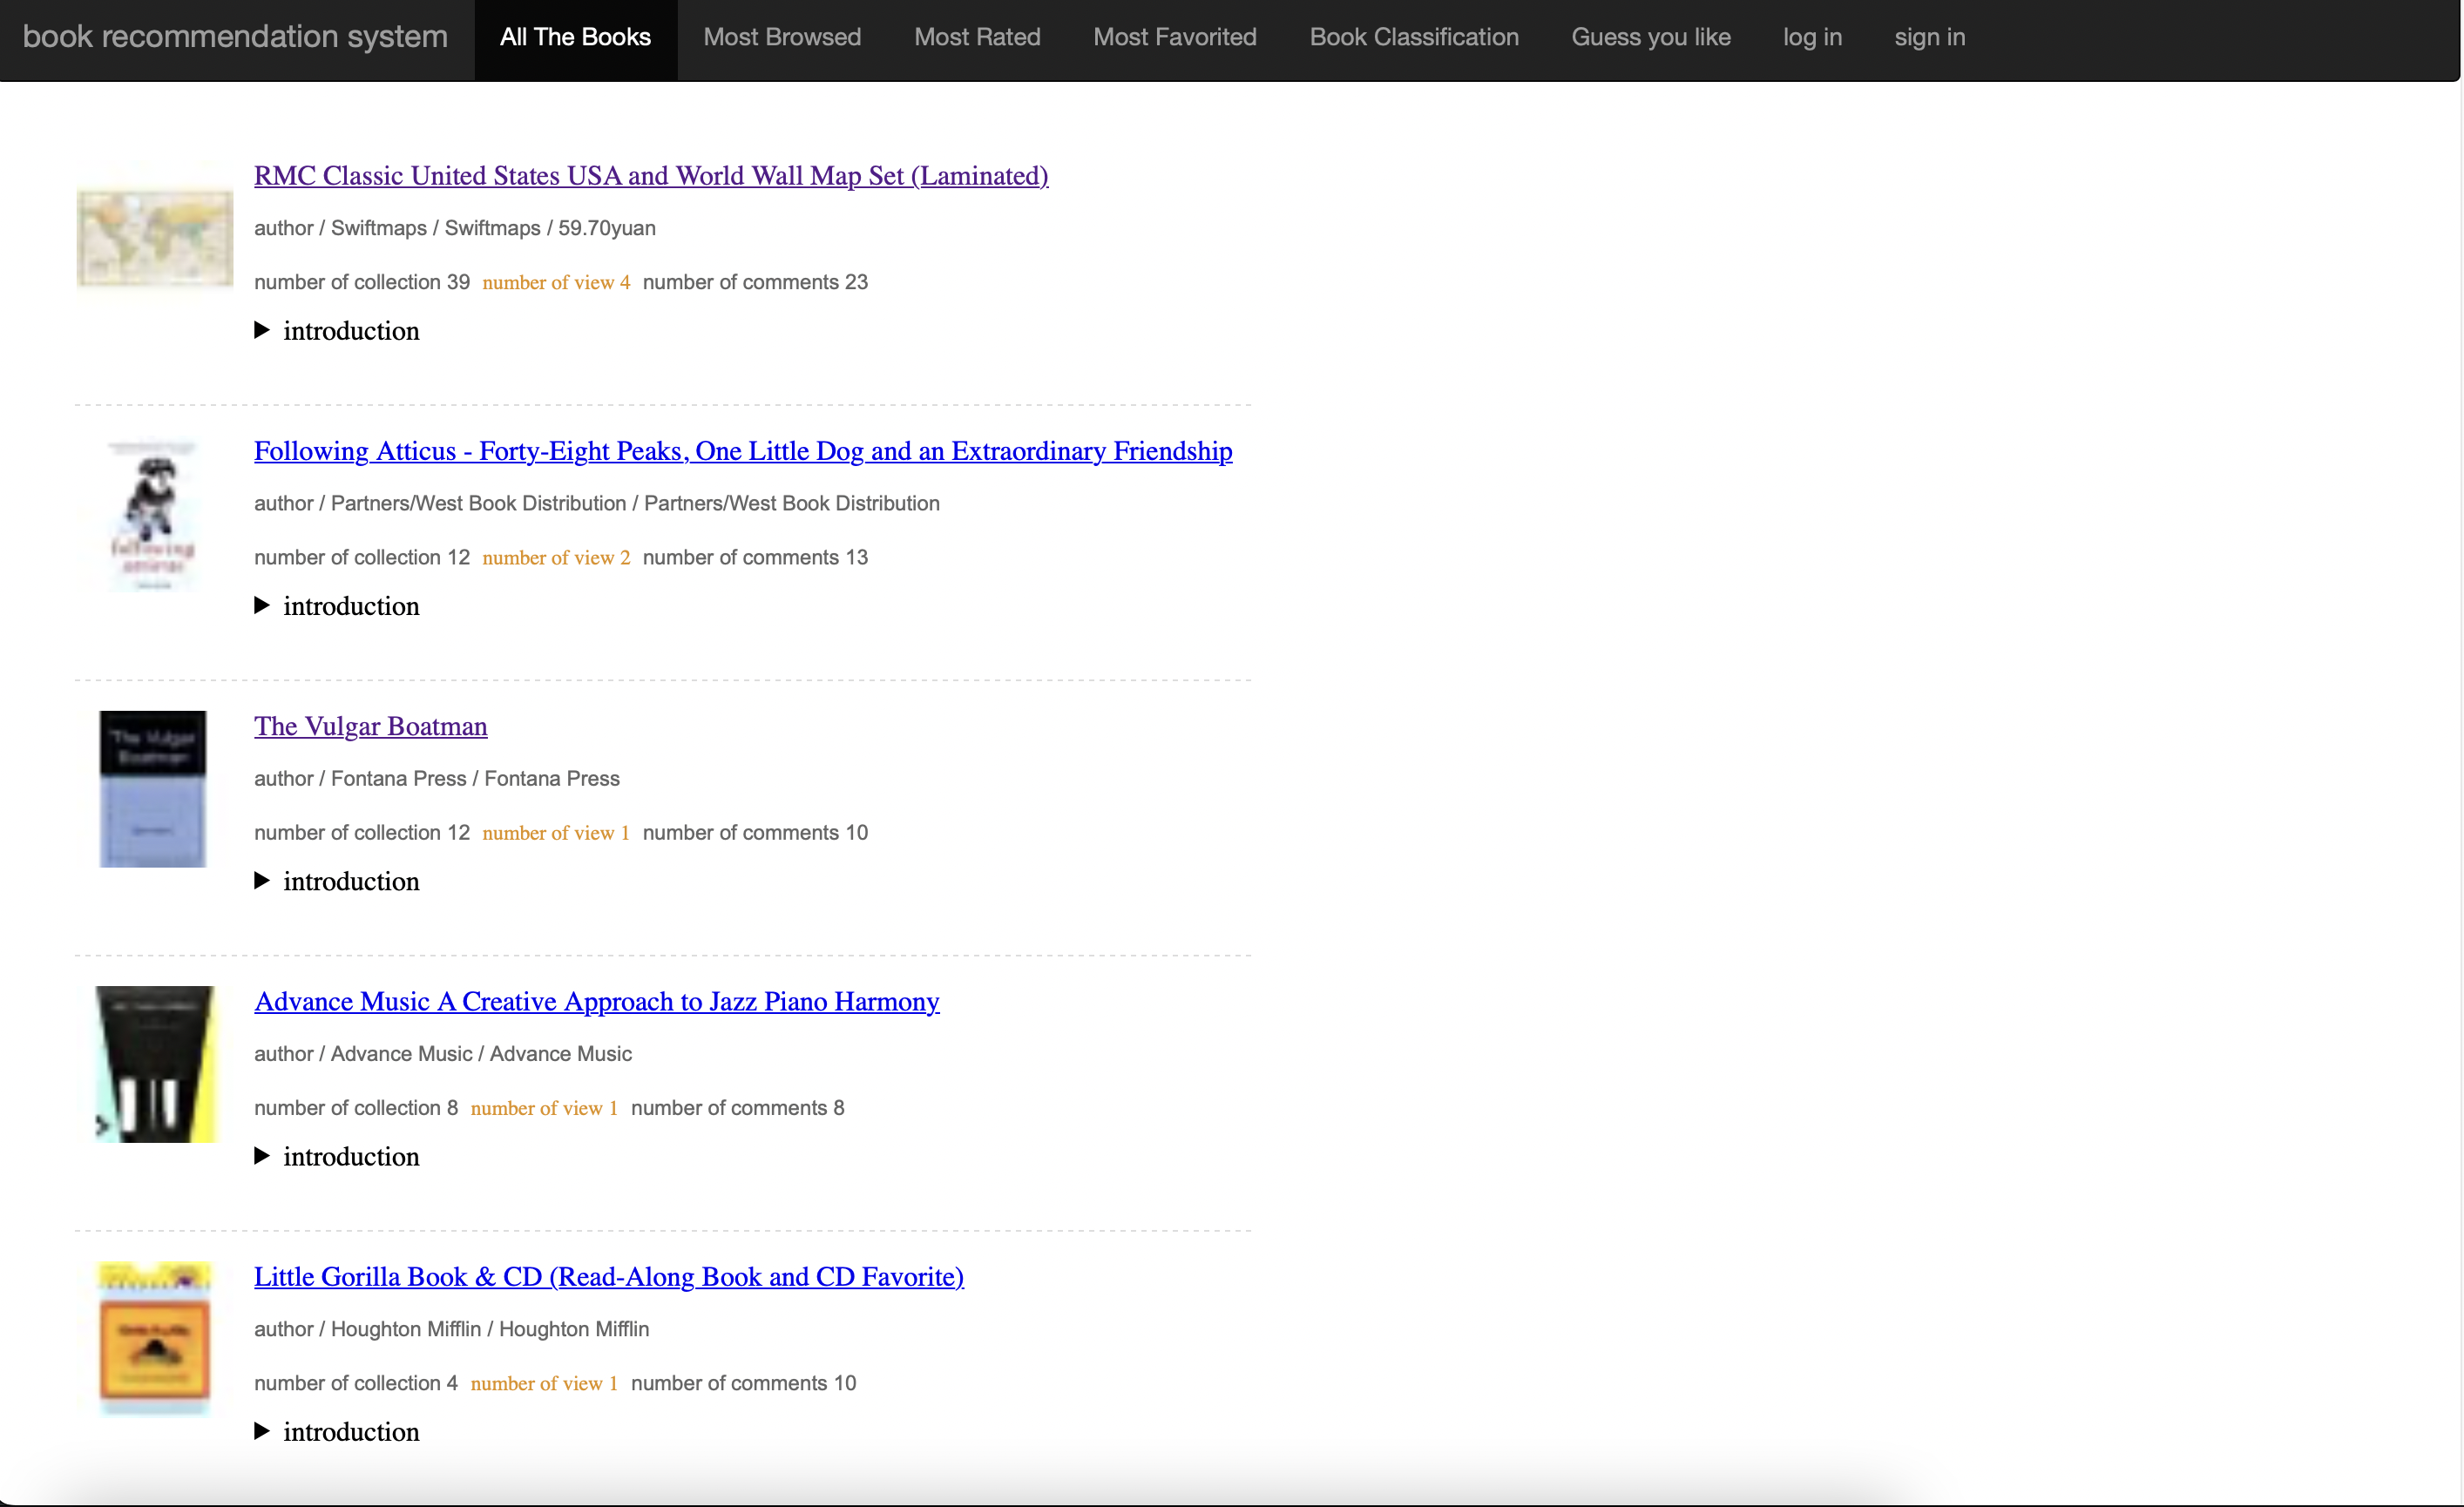 book recommendation system All The Books Most Browsed Most Rated Most Favorited Book Classification Guess you like log in sign in
RMC Classic United States USA and World Wall Map Set (Laminated)
author / Swiftmaps / Swiftmaps / 59.70yuan
number of collection 39 number of view 4 number of comments 23
▶ introduction
Following Atticus - Forty-Eight Peaks, One Little Dog and an Extraordinary Friendship
author / Partners/West Book Distribution / Partners/West Book Distribution
number of collection 12 number of view 2 number of comments 13
following
▶ introduction
The Vulgar Boatman
The Vulgar
Boatman
author / Fontana Press / Fontana Press
number of collection 12 number of view 1 number of comments 10
▶ introduction
Advance Music A Creative Approach to Jazz Piano Harmony
author / Advance Music / Advance Music
number of collection 8 number of view 1 number of comments 8
▶ introduction
Little Gorilla Book & CD (Read-Along Book and CD Favorite)
author / Houghton Mifflin / Houghton Mifflin
number of collection 4 number of view 1 number of comments 10
▶ introduction